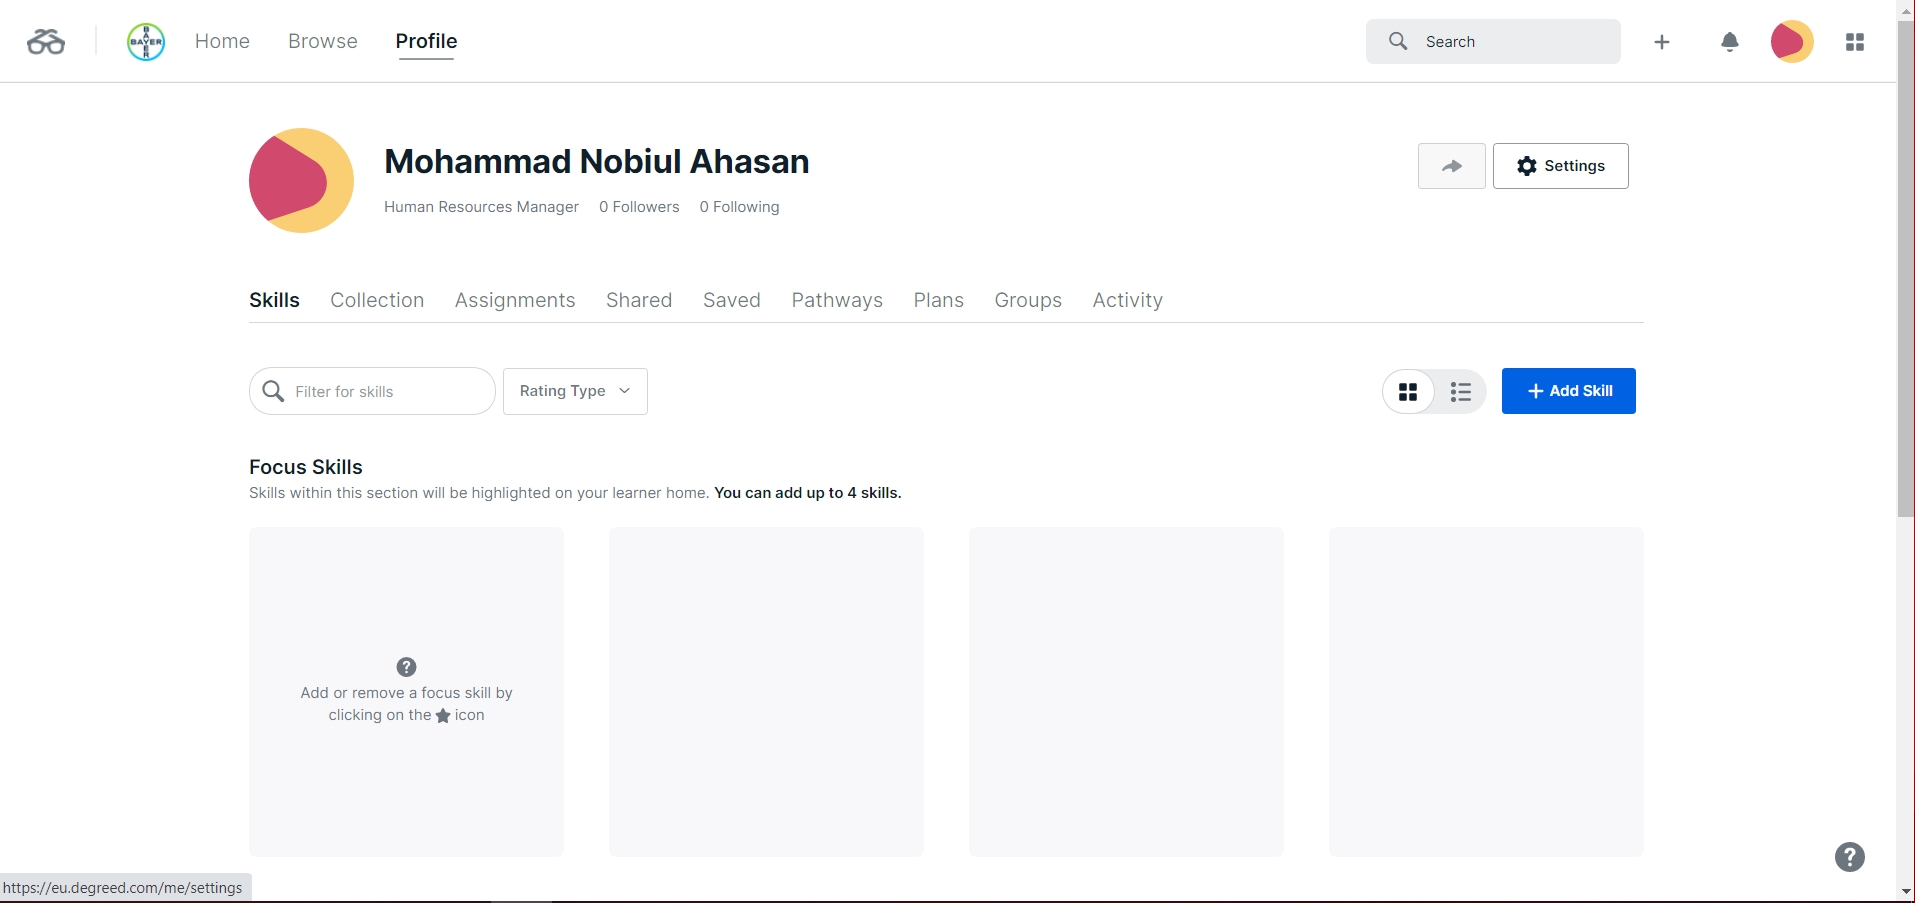 BAYER
Home Browse Profile
Search
Mohammad Nobiul Ahasan
Human Resources Manager 0 Followers 0 Following
Settings
Skills Collection Assignments Shared Saved Pathways Plans Groups Activity
Filter for skills
Rating Type
+ Add Skill
Focus Skills
Skills within this section will be highlighted on your learner home. You can add up to 4 skills.
Add or remove a focus skill by
clicking on the ★ icon
https://eu.degreed.com/me/settings